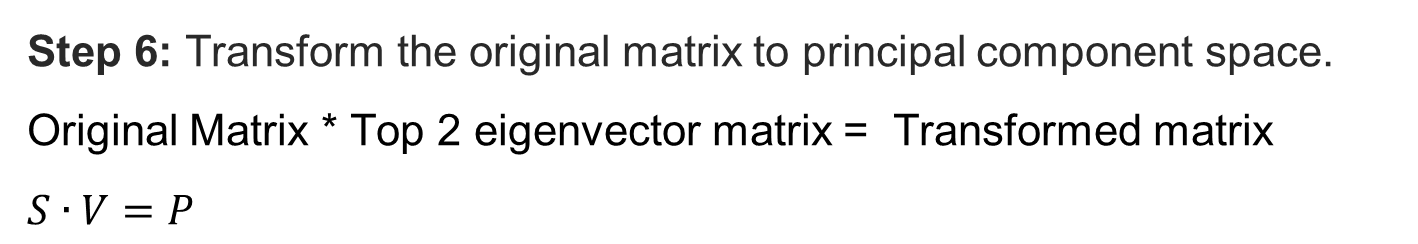 Step 6: Transform the original matrix to principal component space.
Original Matrix * Top 2 eigenvector matrix = Transformed matrix
S · V = P